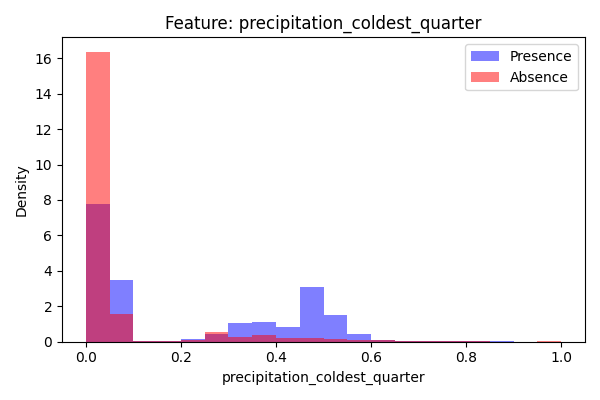 Feature: precipitation_coldest_quarter
Presence
Absence
Density
16
14
12
10
8
6
4
2
0
0.0 0.2 0.4 0.6 0.8 1.0
precipitation_coldest_quarter